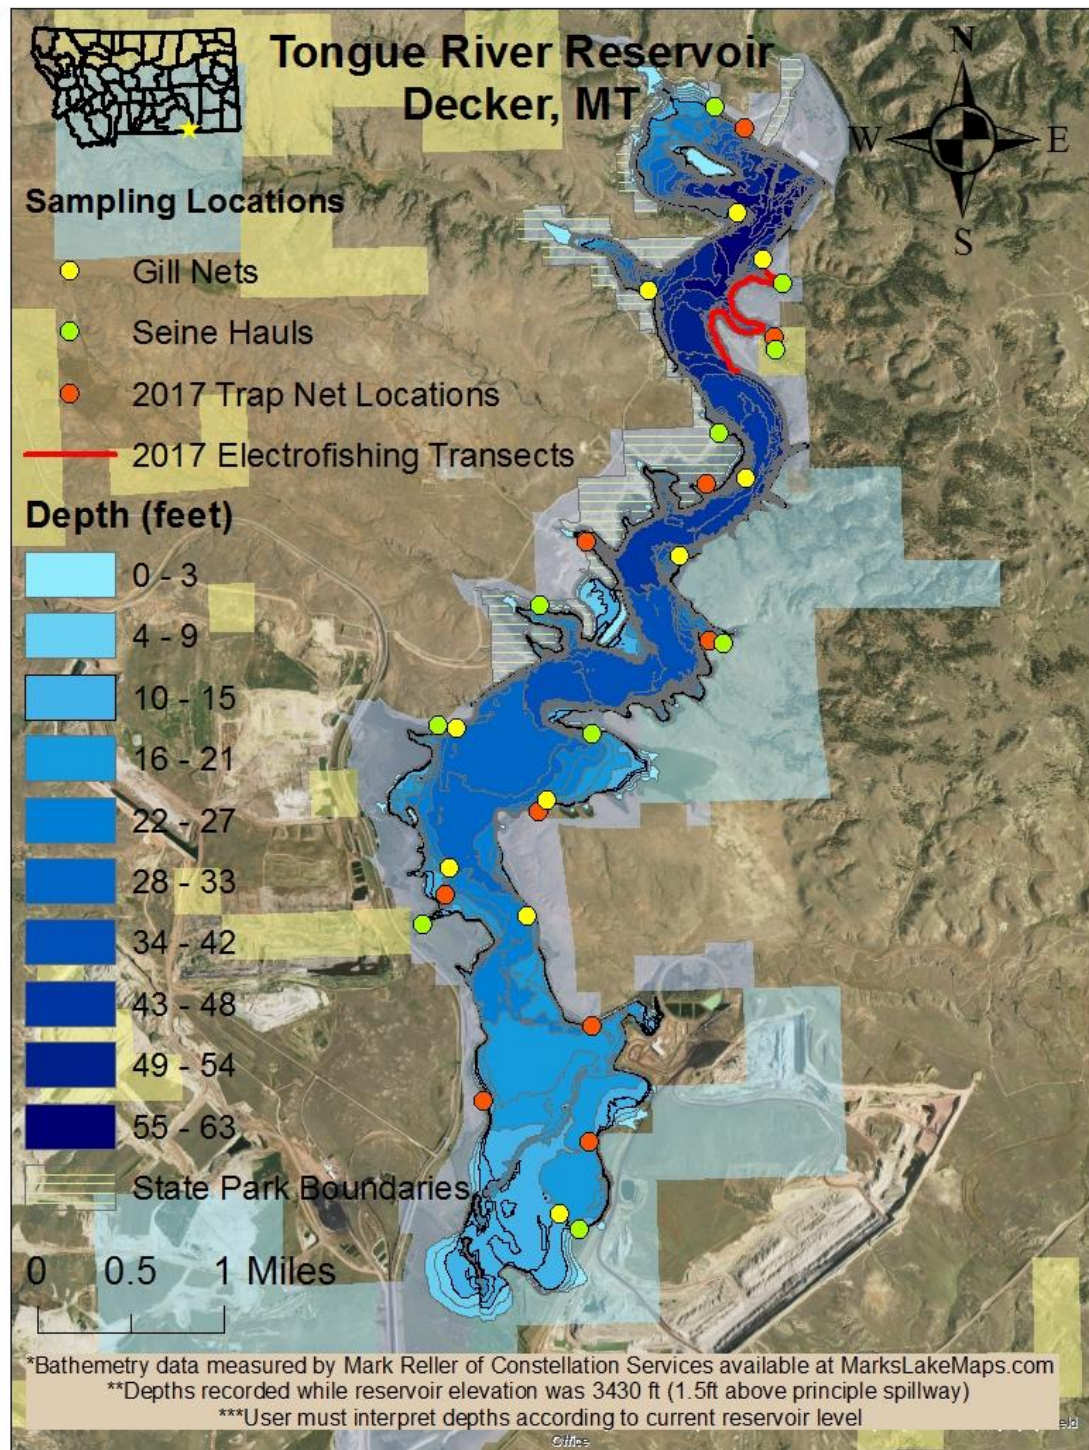 Tongue River Reservoir
Decker, MT
N
W
E
S
Sampling Locations
Gill Nets
Seine Hauls
2017 Trap Net Locations
2017 Electrofishing Transects
Depth (feet)
0 - 3
4 - 9
10 - 15
16 - 21
22 - 27
28 - 33
34 - 42
43 - 48
49 - 54
55 - 63
State Park Boundaries
0 0.5 1 Miles
*Bathemetry data measured by Mark Reller of Constellation Services available at MarksLakeMaps.com
**Depths recorded while reservoir elevation was 3430 ft (1.5ft above principle spillway)
***User must interpret depths according to current reservoir level
Office